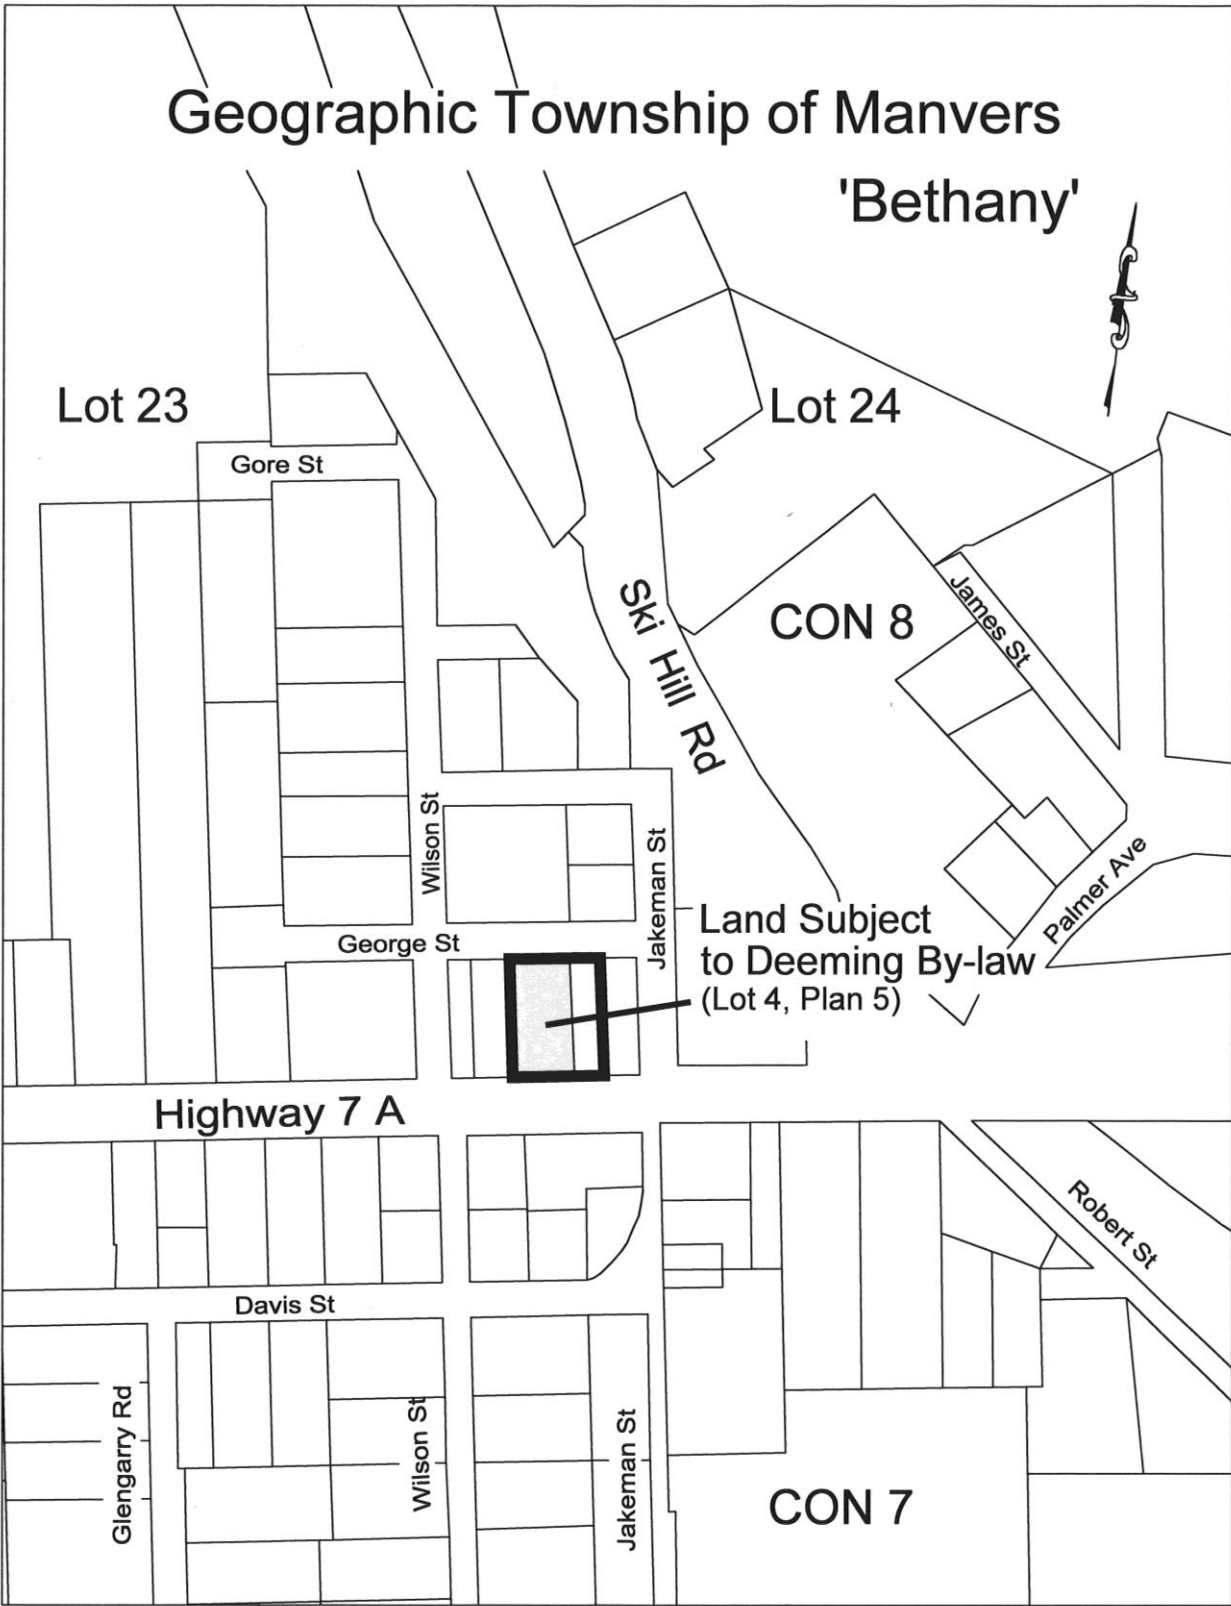 Geographic Township of Manvers
'Bethany'
Lot 23
Lot 24
Gore St
Ski Hill Rd
CON 8
James St
Wilson St
Jakeman St
Palmer Ave
George St
Land Subject
to Deeming By-law
(Lot 4, Plan 5)
Highway 7 A
Robert St
Davis St
Glengarry Rd
Wilson St
Jakeman St
CON 7